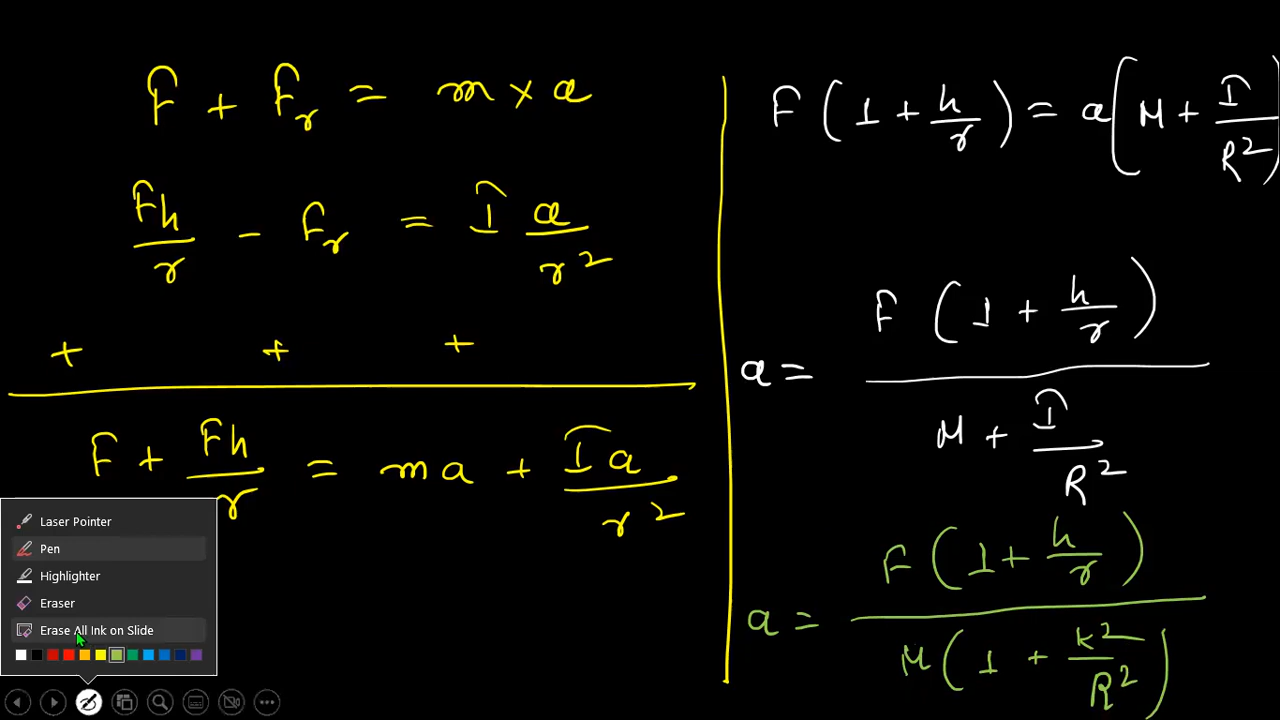 F + Fr = m × a
Fh/r - Fr = I a/r²
+ + +
F + Fh/r = ma + Ia/r²
F(1 + h/r) = a(M + I/R²
a = F(1 + h/r) / M + I/R²
a = F(1 + h/r) / M(1 + K²/R²)
Laser Pointer
Pen
Highlighter
Eraser
Erase All Ink on Slide